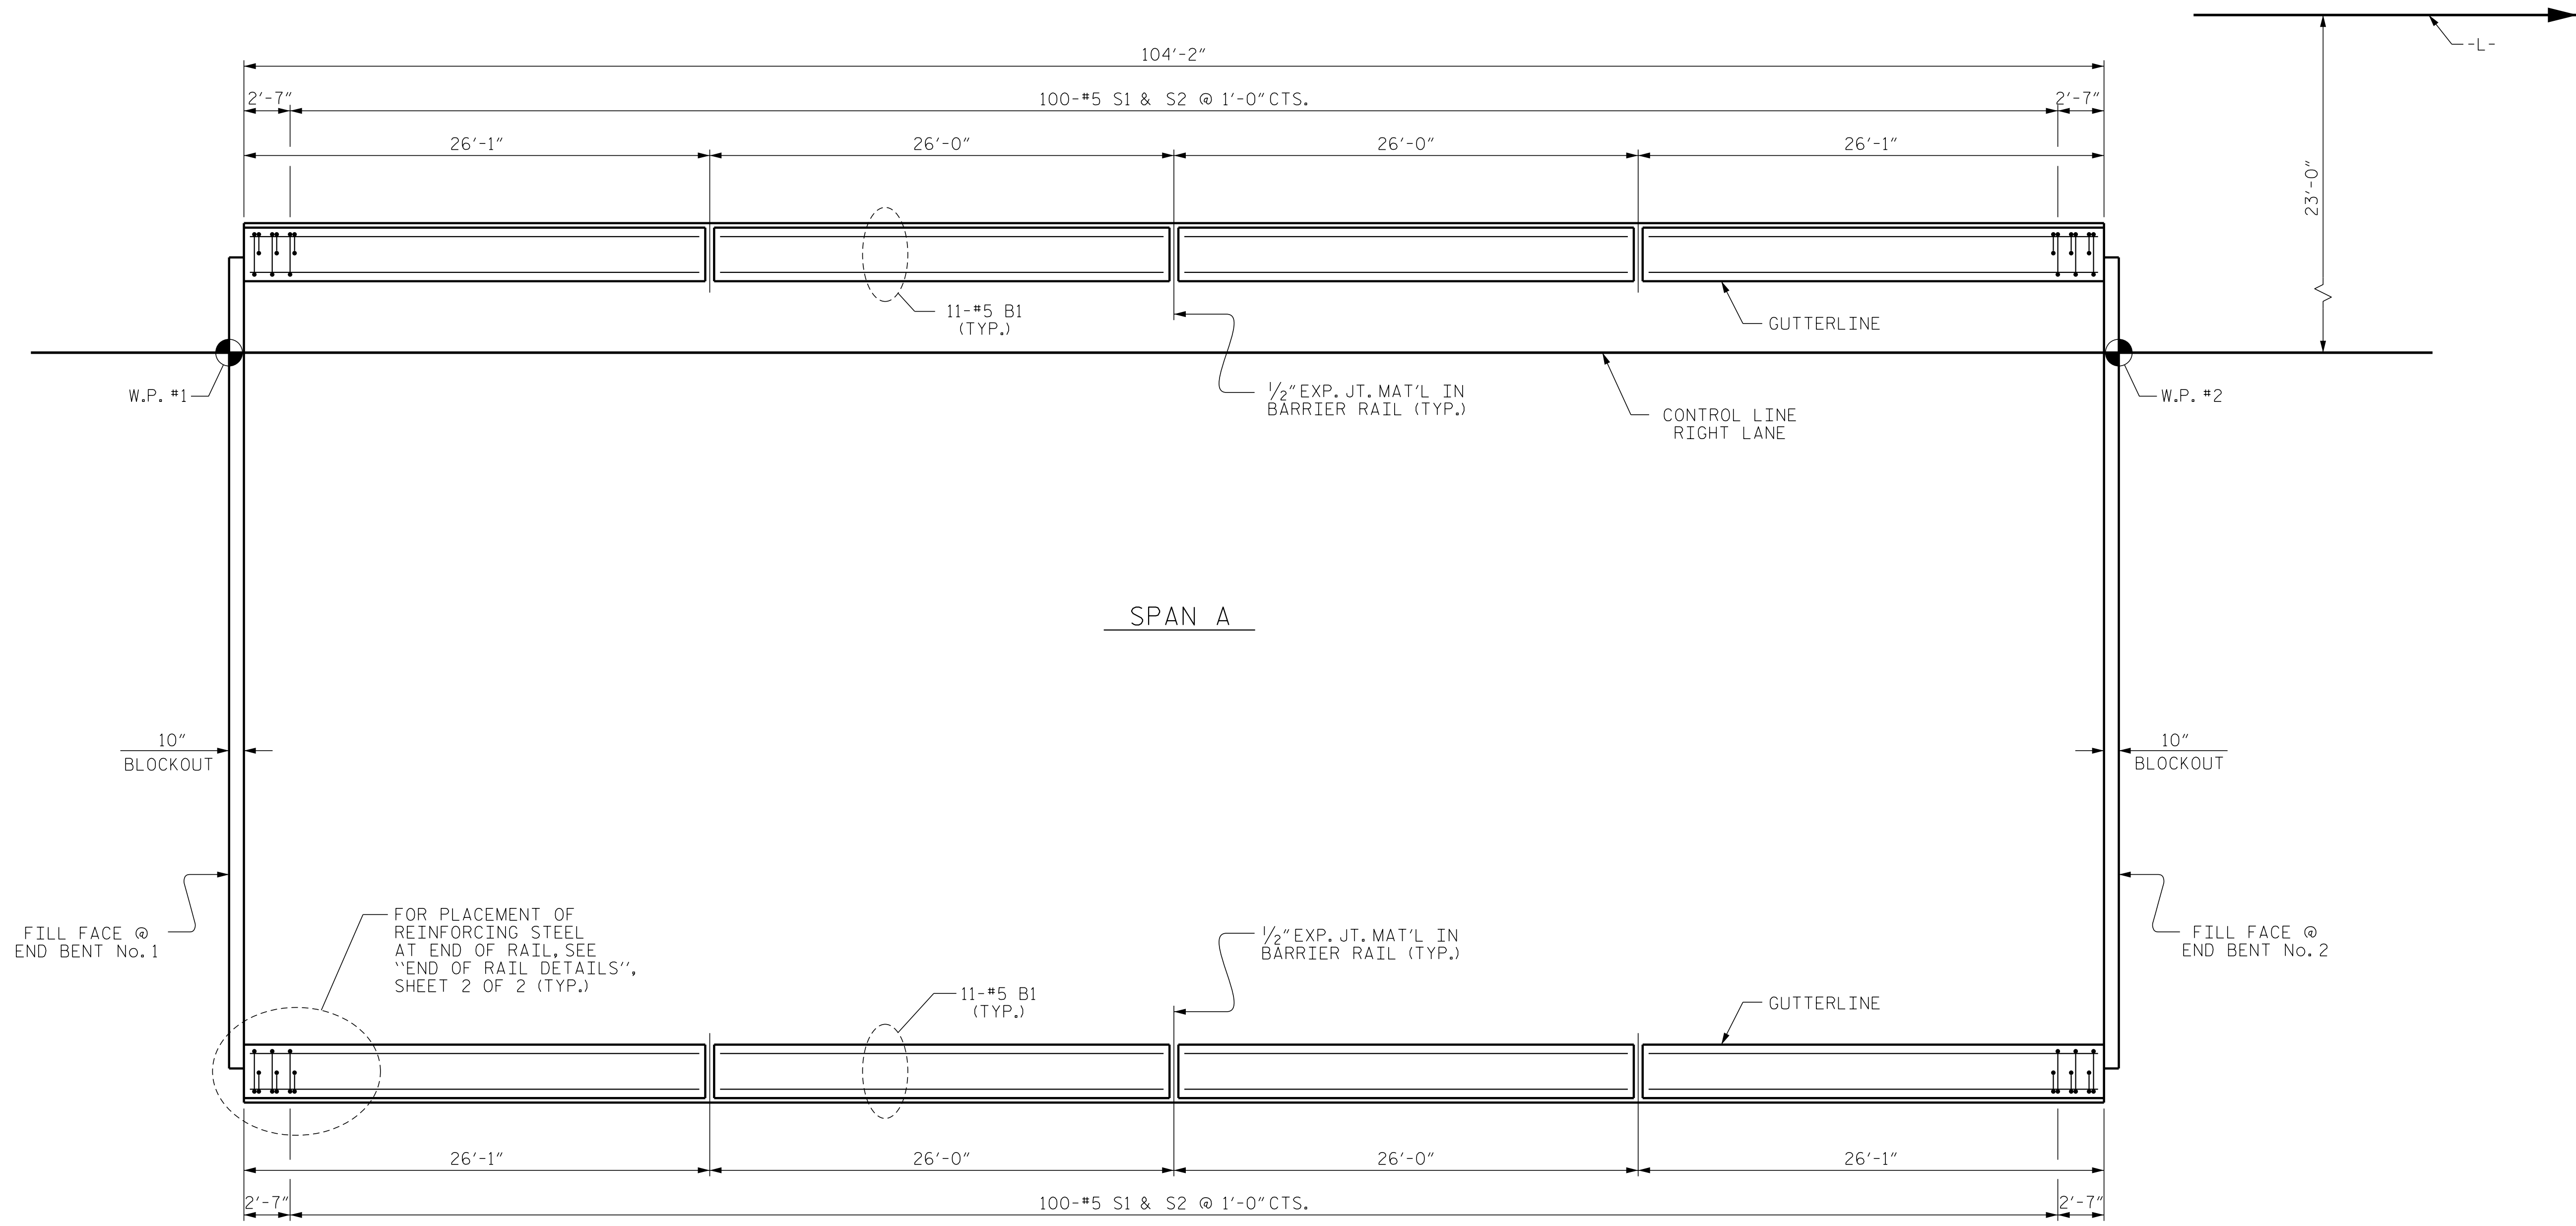 -L-
104'-2"
2'-7" 100-#5 S1 & S2 @ 1'-0" CTS. 2'-7"
26'-1" 26'-0" 26'-0" 26'-1"
23'-0"
11-#5 B1
(TYP.)
GUTTERLINE
W.P. #1
1/2" EXP. JT. MAT'L IN
BARRIER RAIL (TYP.)
CONTROL LINE
RIGHT LANE
W.P. #2
SPAN A
10"
BLOCKOUT
10"
BLOCKOUT
FILL FACE @
END BENT No. 1
FOR PLACEMENT OF
REINFORCING STEEL
AT END OF RAIL, SEE
"END OF RAIL DETAILS",
SHEET 2 OF 2 (TYP.)
1/2" EXP. JT. MAT'L IN
BARRIER RAIL (TYP.)
FILL FACE @
END BENT No. 2
11-#5 B1
(TYP.)
GUTTERLINE
26'-1" 26'-0" 26'-0" 26'-1"
2'-7" 100-#5 S1 & S2 @ 1'-0" CTS. 2'-7"